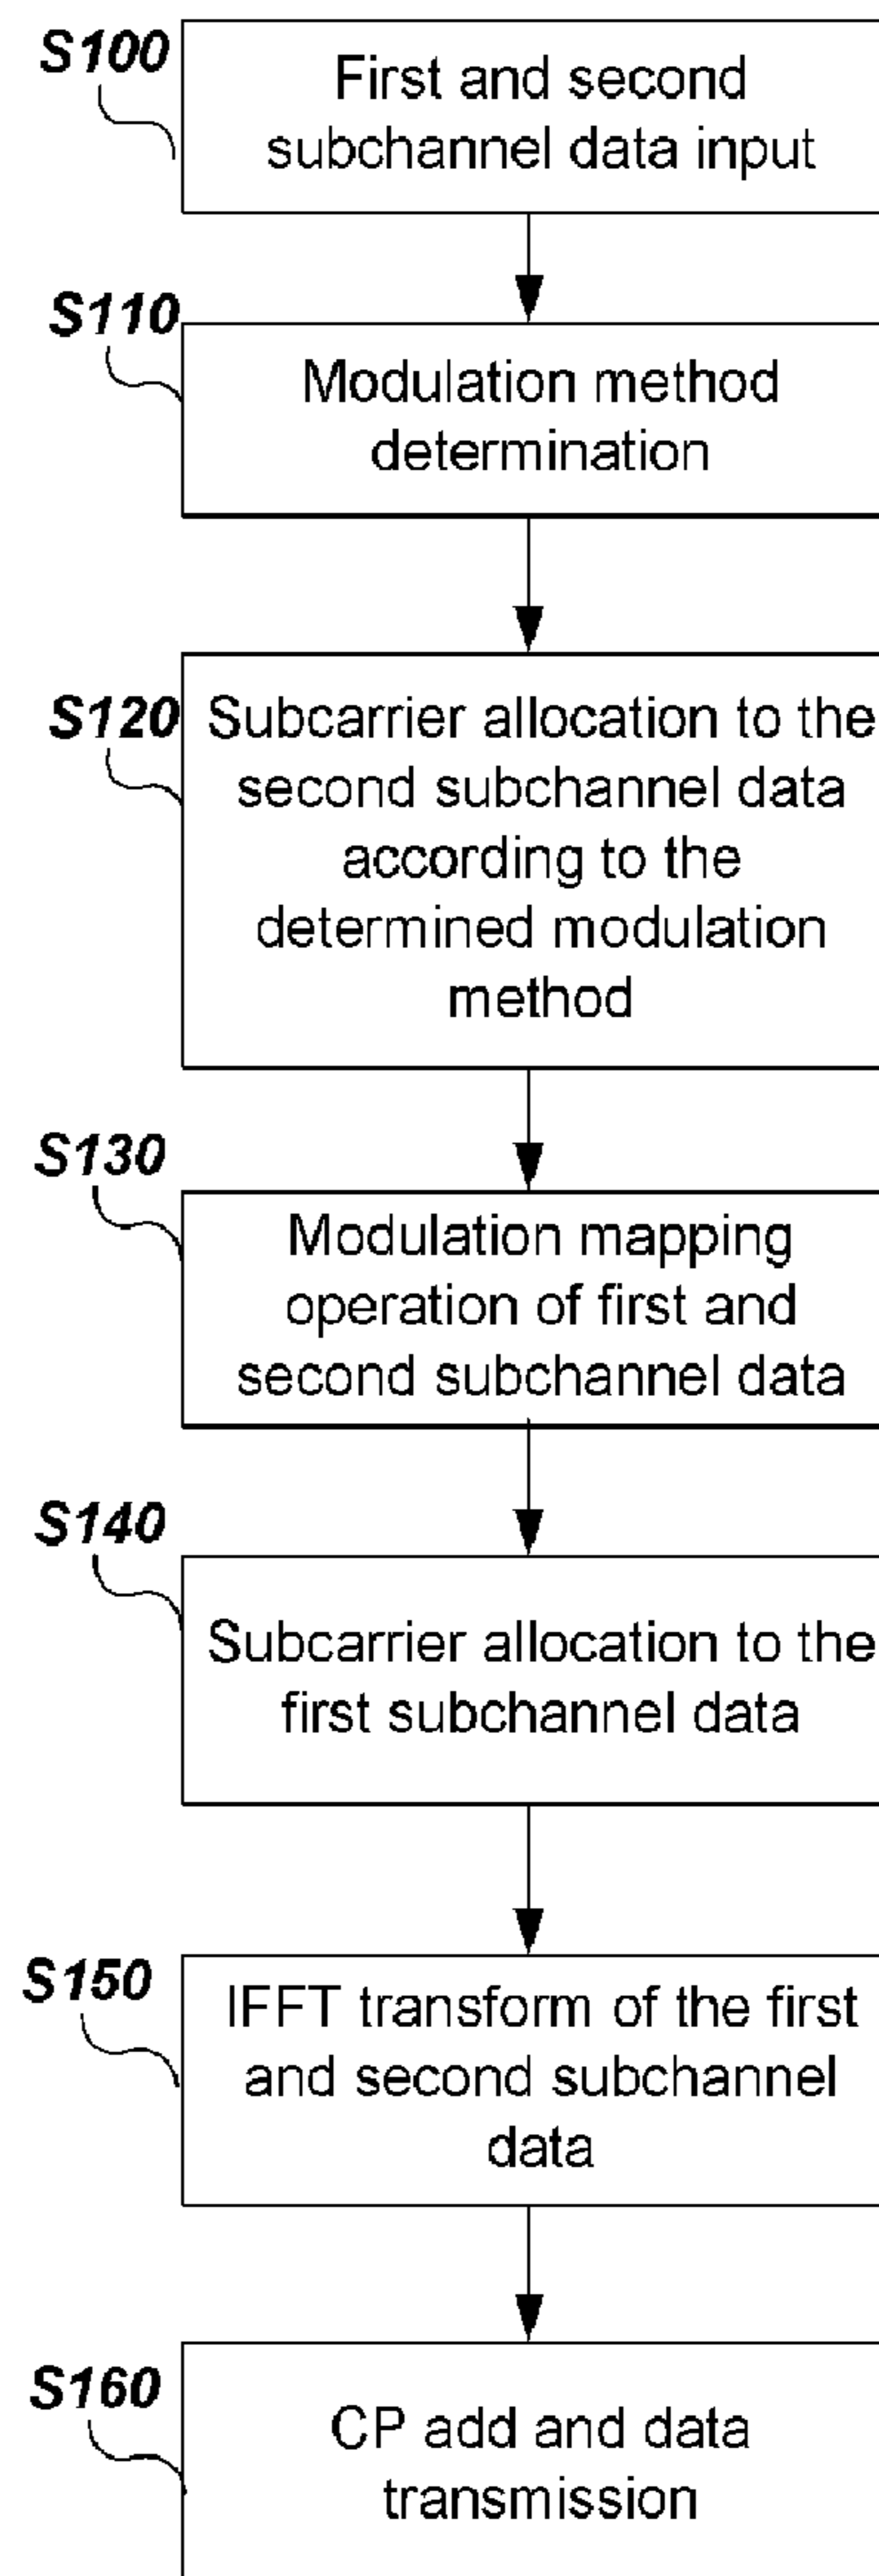 S100
First and second
subchannel data input
S110
Modulation method
determination
S120
Subcarrier allocation to the
second subchannel data
according to the
determined modulation
method
S130
Modulation mapping
operation of first and
second subchannel data
S140
Subcarrier allocation to the
first subchannel data
S150
IFFT transform of the first
and second subchannel
data
S160
CP add and data
transmission